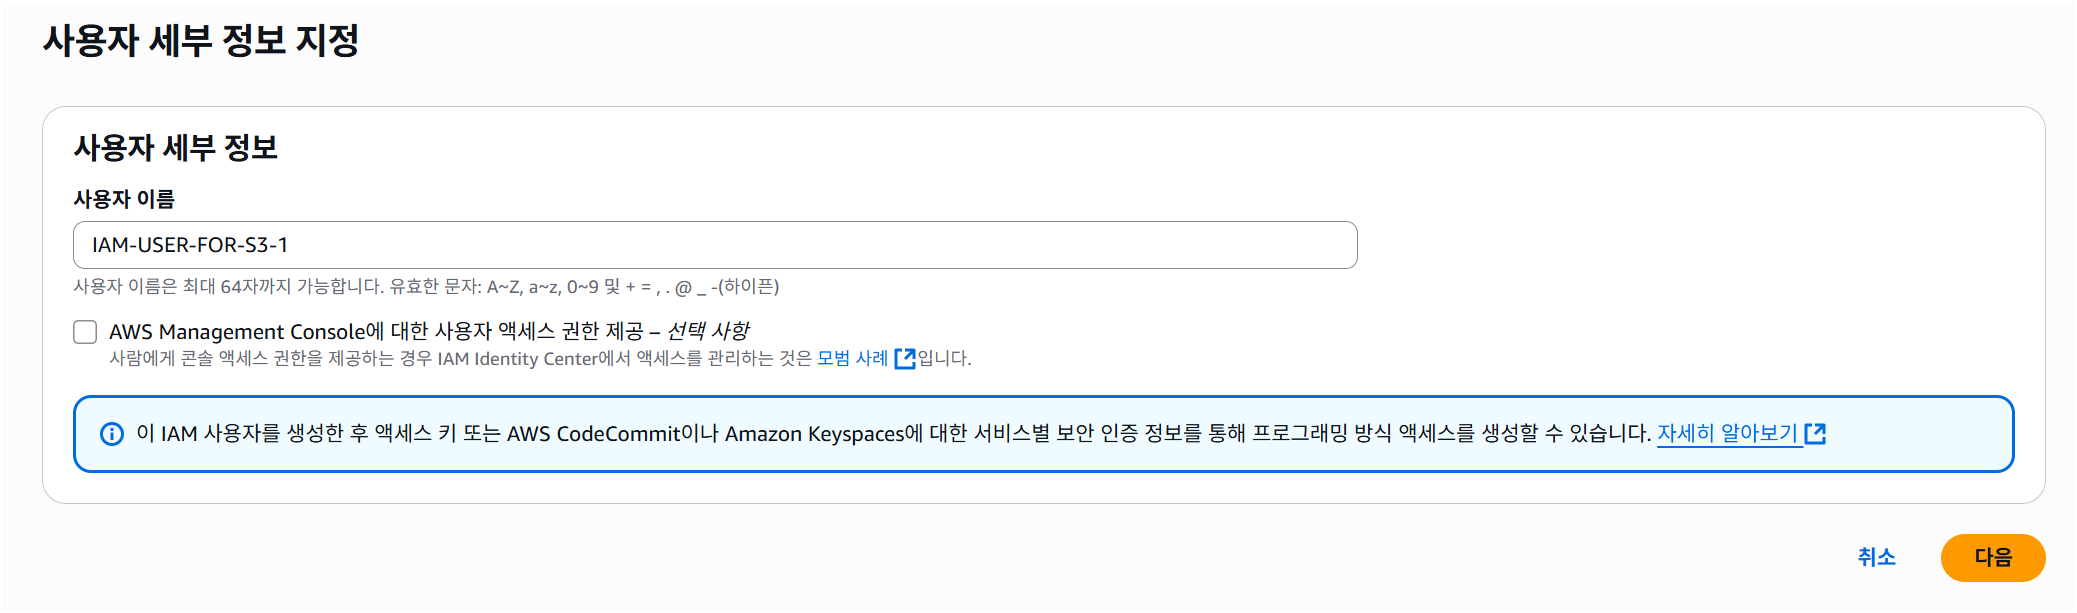 사용자 세부 정보 지정
사용자 세부 정보
사용자 이름
IAM-USER-FOR-S3-1
사용자 이름은 최대 64자까지 가능합니다. 유효한 문자: A~Z, a~z, 0~9 및 + = , . @ _ -(하이픈)
AWS Management Console에 대한 사용자 액세스 권한 제공 – 선택 사항
사람에게 콘솔 액세스 권한을 제공하는 경우 IAM Identity Center에서 액세스를 관리하는 것은 모범 사례입니다.
이 IAM 사용자를 생성한 후 액세스 키 또는 AWS CodeCommit이나 Amazon Keyspaces에 대한 서비스별 보안 인증 정보를 통해 프로그래밍 방식 액세스를 생성할 수 있습니다. 자세히 알아보기
취소 다음